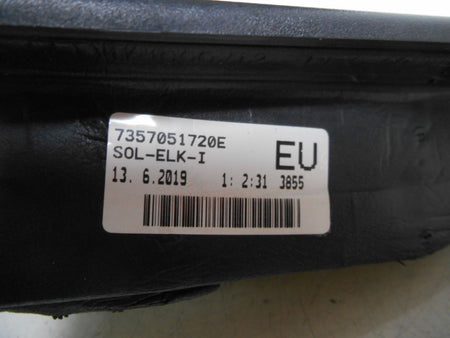 7357051720E
SOL-ELK-I
EU
13. 6.2019 1: 2:31 3855